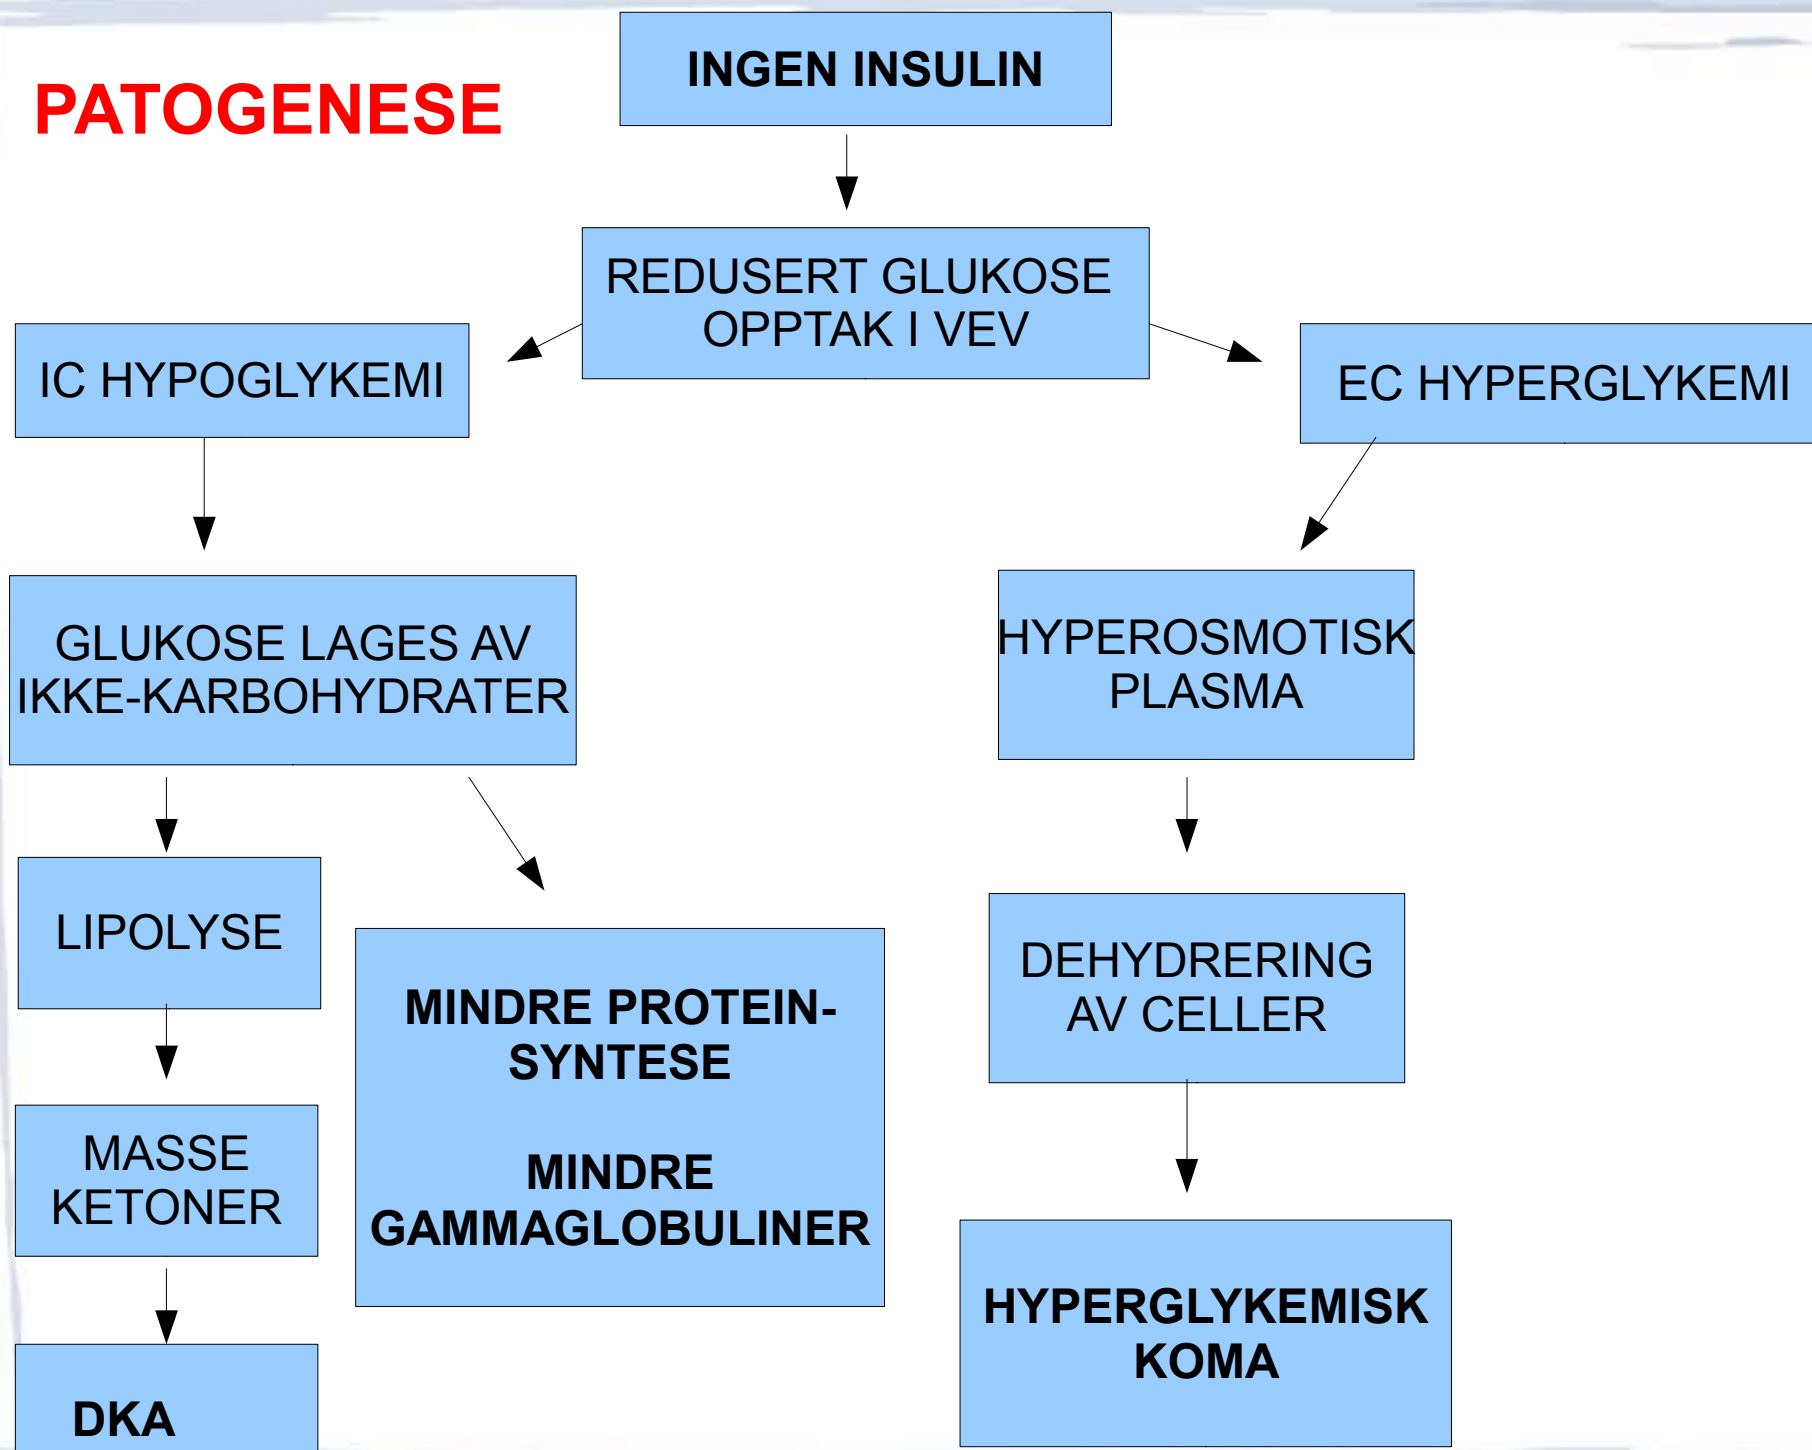 PATOGENESE
INGEN INSULIN
REDUSERT GLUKOSE
OPPTAK I VEV
IC HYPOGLYKEMI
EC HYPERGLYKEMI
GLUKOSE LAGES AV
IKKE-KARBOHYDRATER
HYPEROSMOTISK
PLASMA
LIPOLYSE
MINDRE PROTEIN-
SYNTESE
MINDRE
GAMMAGLOBULINER
DEHYDRERING
AV CELLER
MASSE
KETONER
HYPERGLYKEMISK
KOMA
DKA